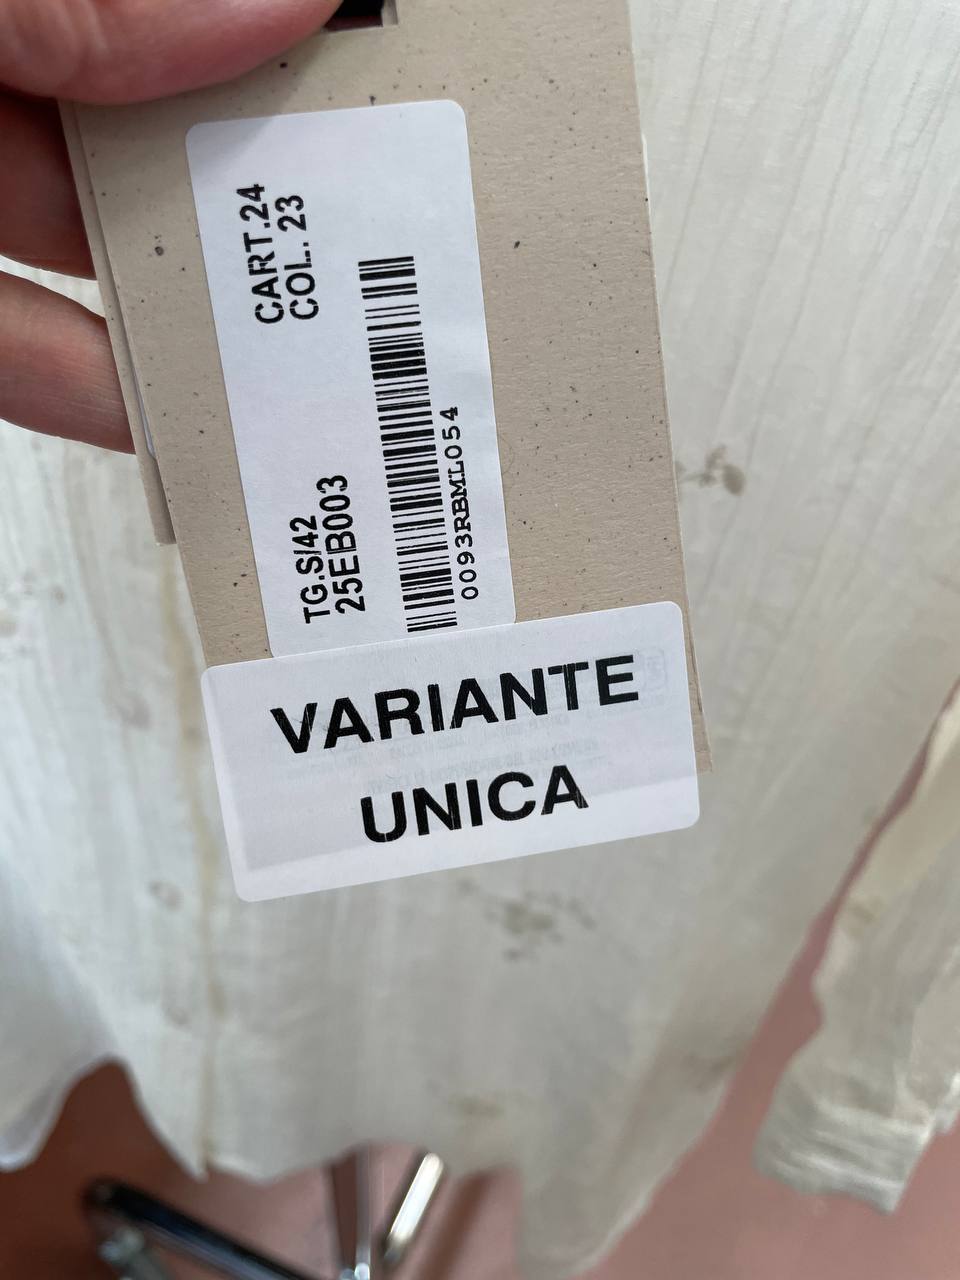 CART.24
COL. 23
TG.S/42
25EB003
0093RBML054
VARIANTE
UNICA